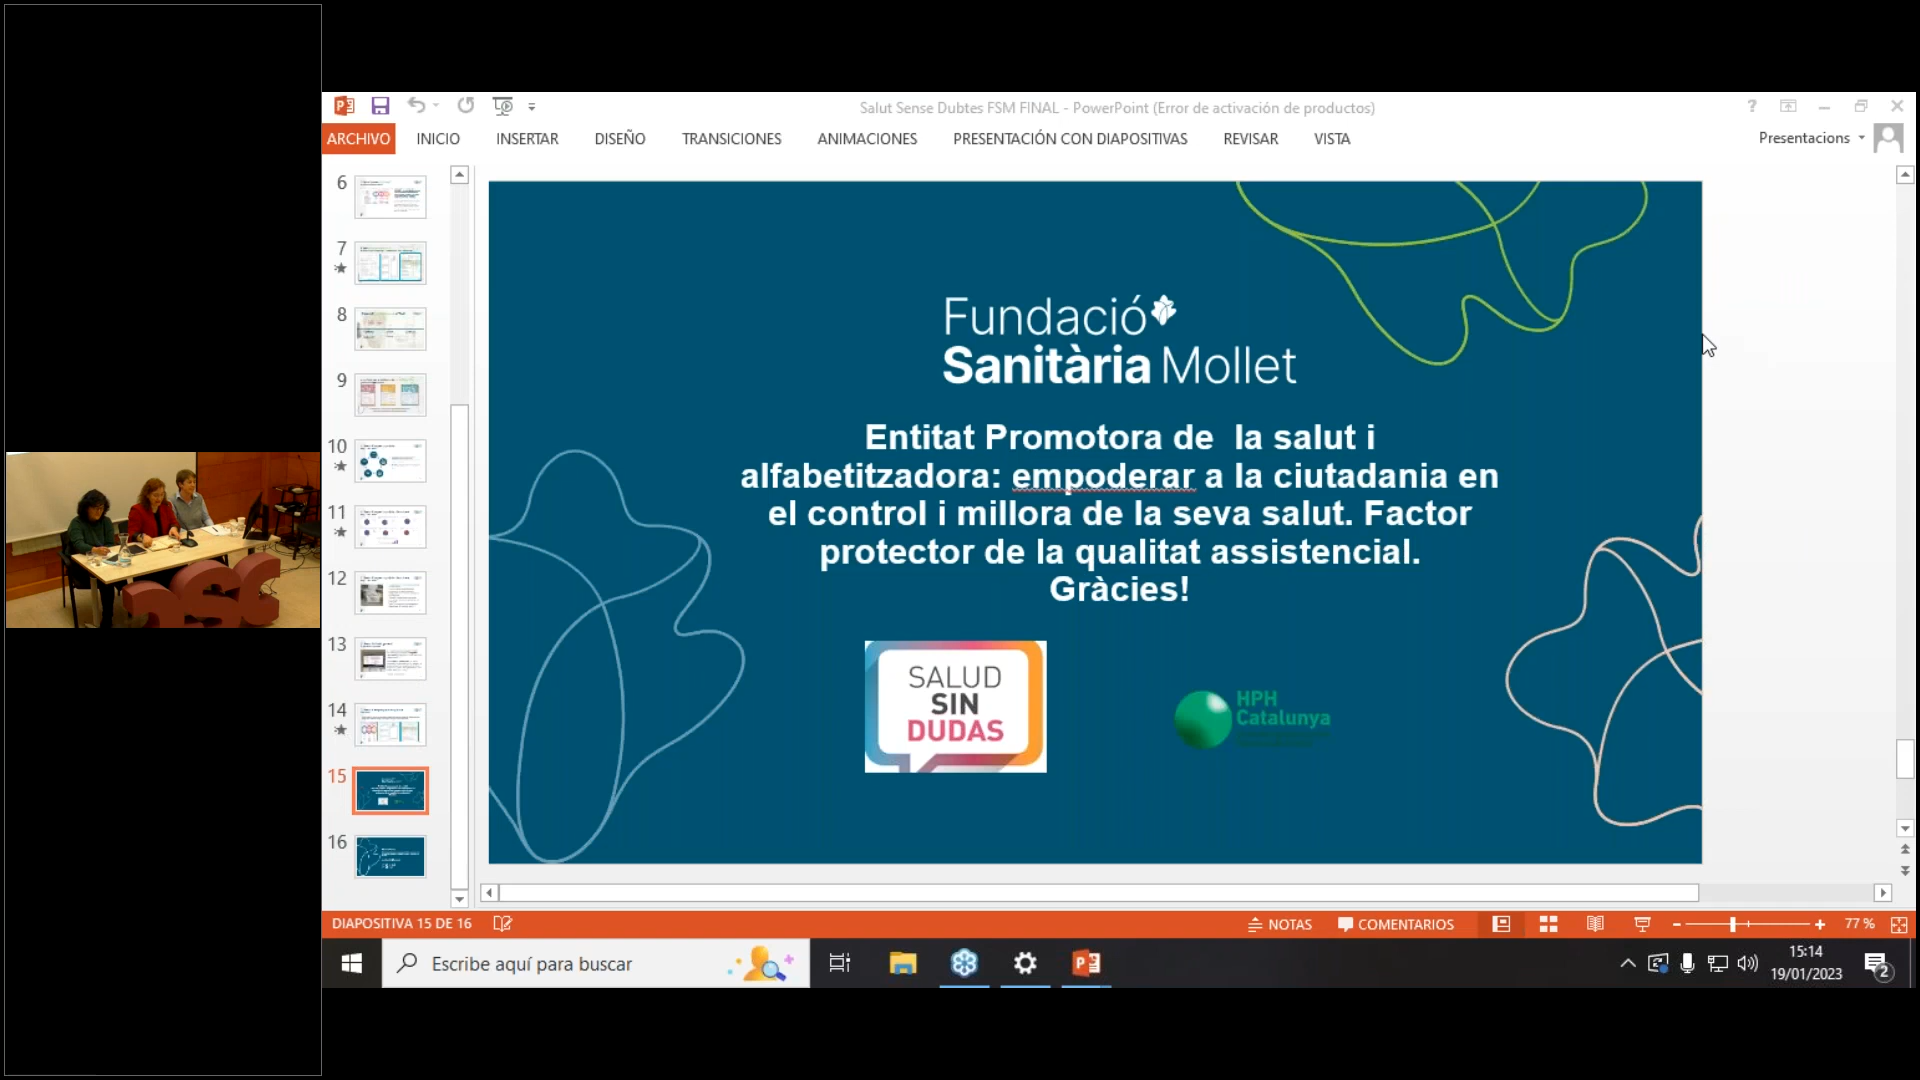 Salut Sense Dubtes FSM FINAL - PowerPoint (Error de activación de productos)
ARCHIVO INICIO INSERTAR DISEÑO TRANSICIONES ANIMACIONES PRESENTACIÓN CON DIAPOSITIVAS REVISAR VISTA Presentacions
6
7
8
9
10
11
12
13
14
15
16
Fundació
Sanitària Mollet
Entitat Promotora de  la salut i
alfabetitzadora: empoderar a la ciutadania en
el control i millora de la seva salut. Factor
protector de la qualitat assistencial.
Gràcies!
SALUD
SIN
DUDAS
HPH
Catalunya
DIAPOSITIVA 15 DE 16 NOTAS COMENTARIOS 77 %
Escribe aquí para buscar
15:14
19/01/2023
2